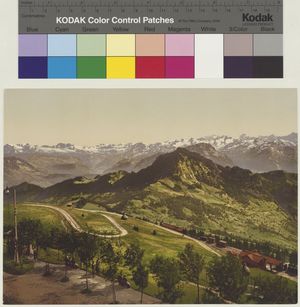 KODAK Color Control Patches
Kodak
Blue Cyan Green Yellow Red Magenta White 3/Color Black